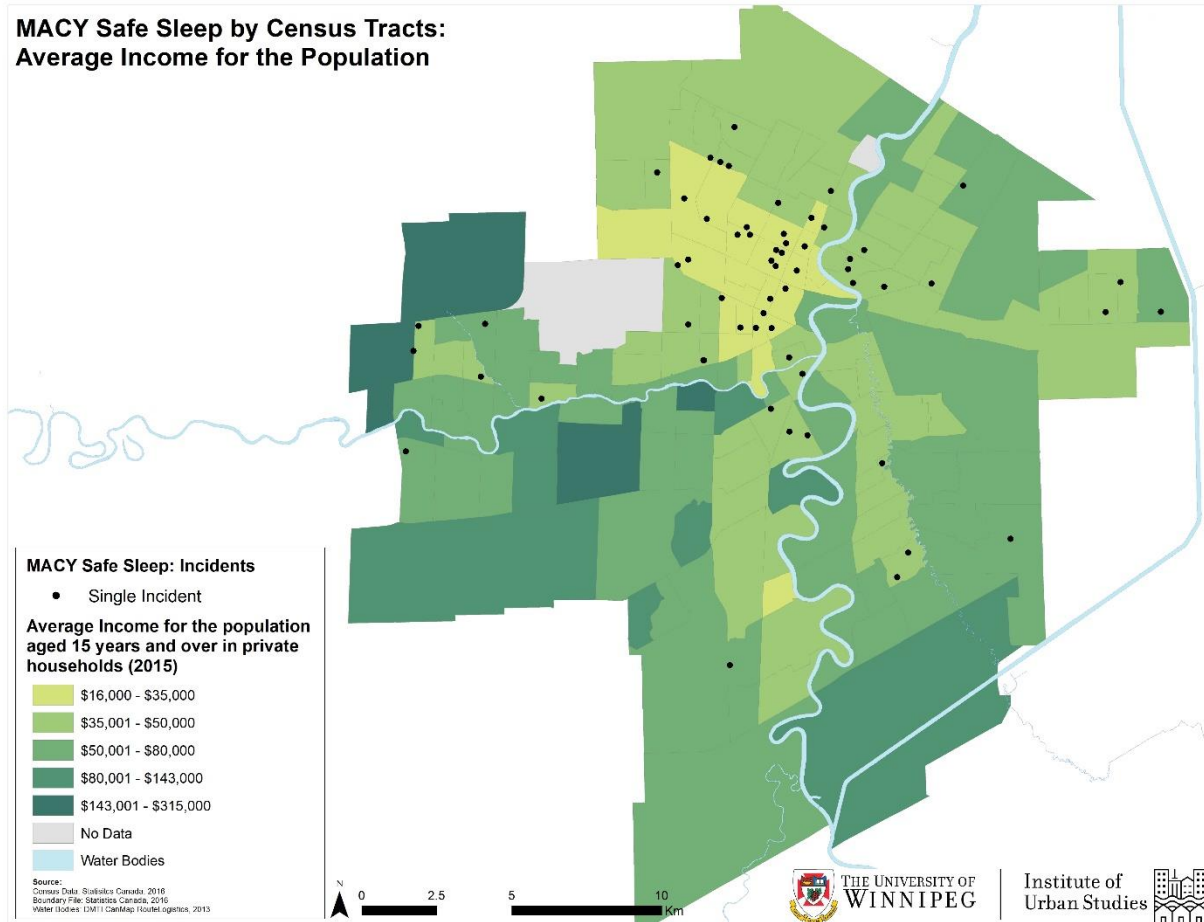 MACY Safe Sleep by Census Tracts:
Average Income for the Population
MACY Safe Sleep: Incidents
Single Incident
Average Income for the population
aged 15 years and over in private
households (2015)
$16,000 - $35,000
$35,001 - $50,000
$50,001 - $80,000
$80,001 - $143,000
$143,001 - $315,000
No Data
Water Bodies
Source:
Census Data: Statisitcs Canada, 2016
Boundary File: Statistics Canada, 2016
Water Bodies: DMTI CanMap RouteLogistics, 2013
N
0 2.5 5 10
Km
THE UNIVERSITY OF
WINNIPEG
Institute of
Urban Studies